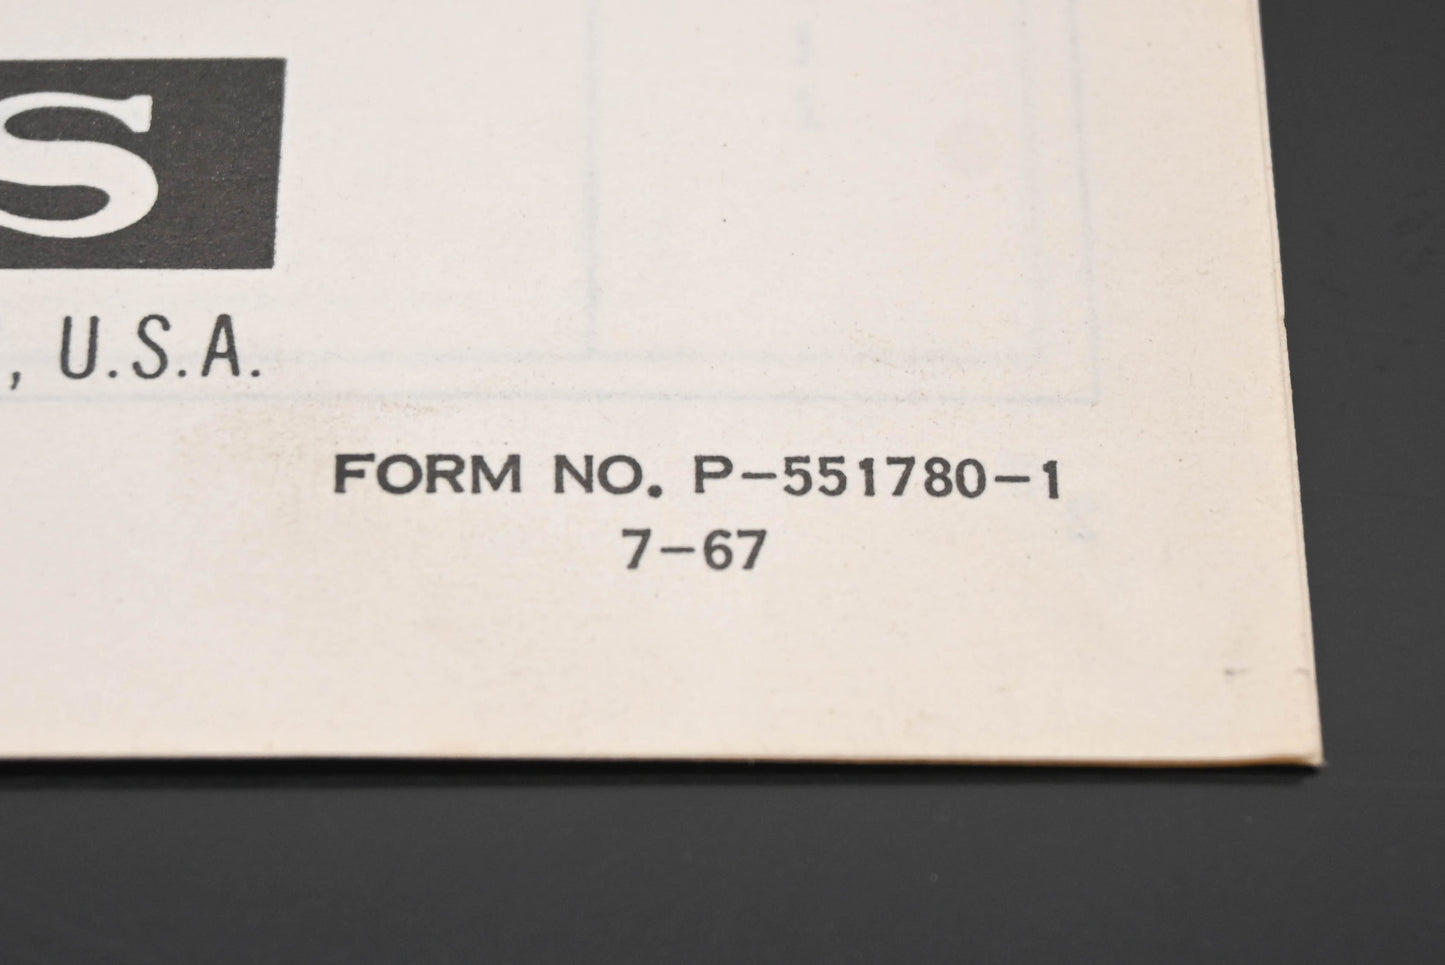 S
, U.S.A.
FORM NO. P-551780-1
7-67